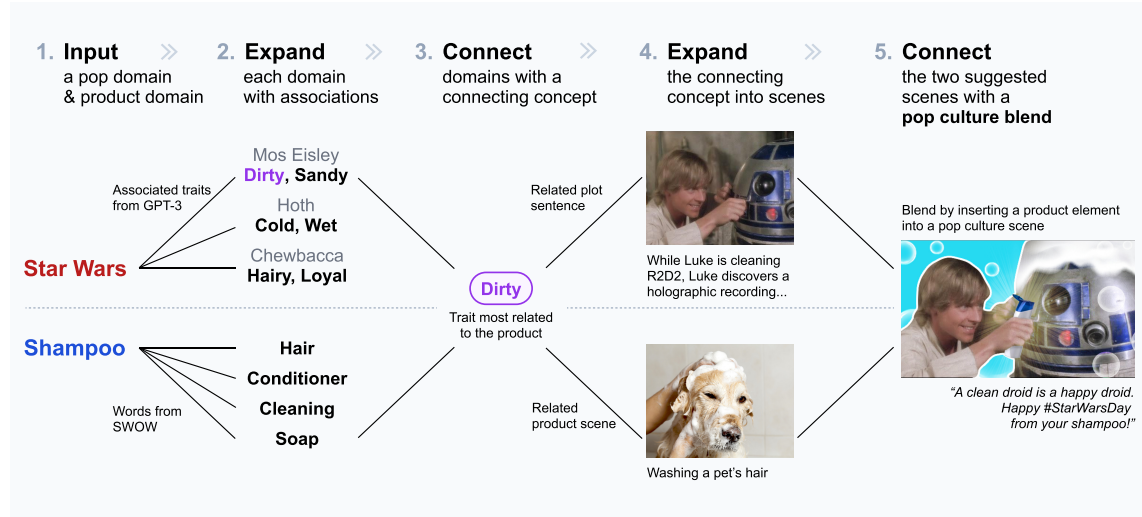 1. Input
a pop domain
& product domain
2. Expand
each domain
with associations
3. Connect
domains with a
connecting concept
4. Expand
the connecting
concept into scenes
5. Connect
the two suggested
scenes with a
pop culture blend
Associated traits
from GPT-3
Star Wars
Mos Eisley
Dirty, Sandy
Hoth
Cold, Wet
Chewbacca
Hairy, Loyal
Shampoo
Words from
SWOW
Hair
Conditioner
Cleaning
Soap
Dirty
Trait most related
to the product
Related plot
sentence
While Luke is cleaning
R2D2, Luke discovers a
holographic recording...
Related
product scene
Washing a pet's hair
Blend by inserting a product element
into a pop culture scene
“A clean droid is a happy droid.
Happy #StarWarsDay
from your shampoo!”